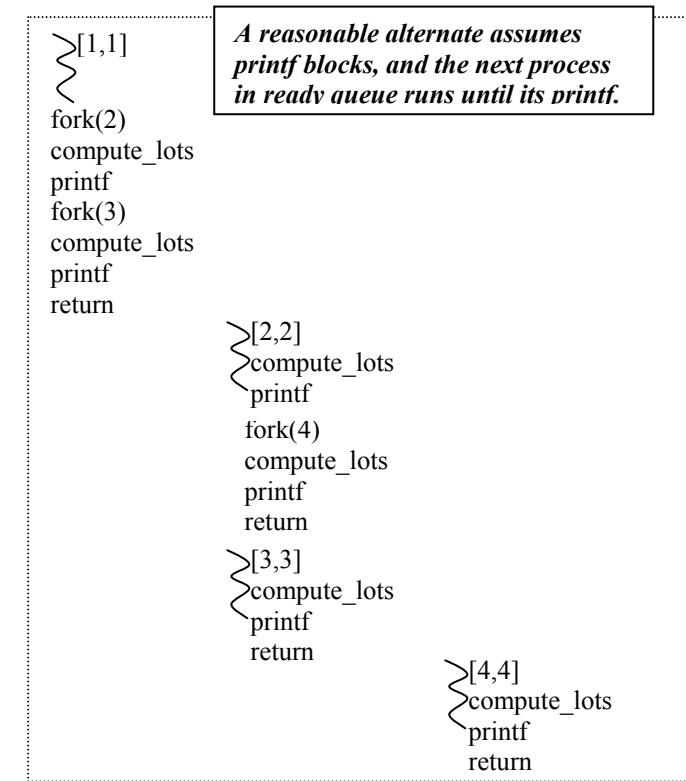 [1,1]
A reasonable alternate assumes
printf blocks, and the next process
in ready queue runs until its printf.
fork(2)
compute_lots
printf
fork(3)
compute_lots
printf
return
[2,2]
compute_lots
printf
fork(4)
compute_lots
printf
return
[3,3]
compute_lots
printf
return
[4,4]
compute_lots
printf
return